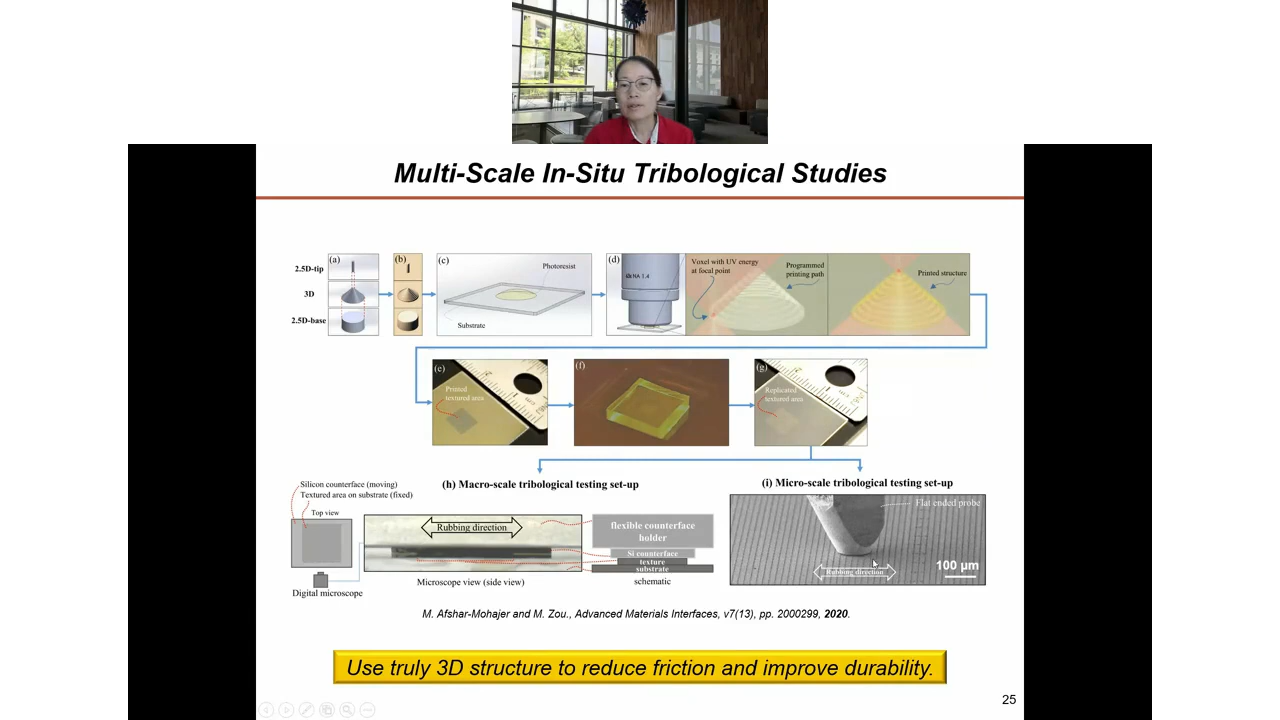 Multi-Scale In-Situ Tribological Studies
2.5D-tip
3D
2.5D-base
(a)
(b)
(c)
Photoresist
Substrate
(d)
NA 1.4
Voxel with UV energy
at focal point
Programmed
printing path
Printed structure
(e)
Printed
textured area
(f)
(g)
Replicated
textured area
(h) Macro-scale tribological testing set-up
(i) Micro-scale tribological testing set-up
Silicon counterface (moving)
Textured area on substrate (fixed)
Top view
Digital microscope
Rubbing direction
Microscope view (side view)
flexible counterface
holder
Si counterface
texture
substrate
schematic
Flat ended probe
Rubbing direction
100 μm
M. Afshar-Mohajer and M. Zou., Advanced Materials Interfaces, v7(13), pp. 2000299, 2020.
Use truly 3D structure to reduce friction and improve durability.
25